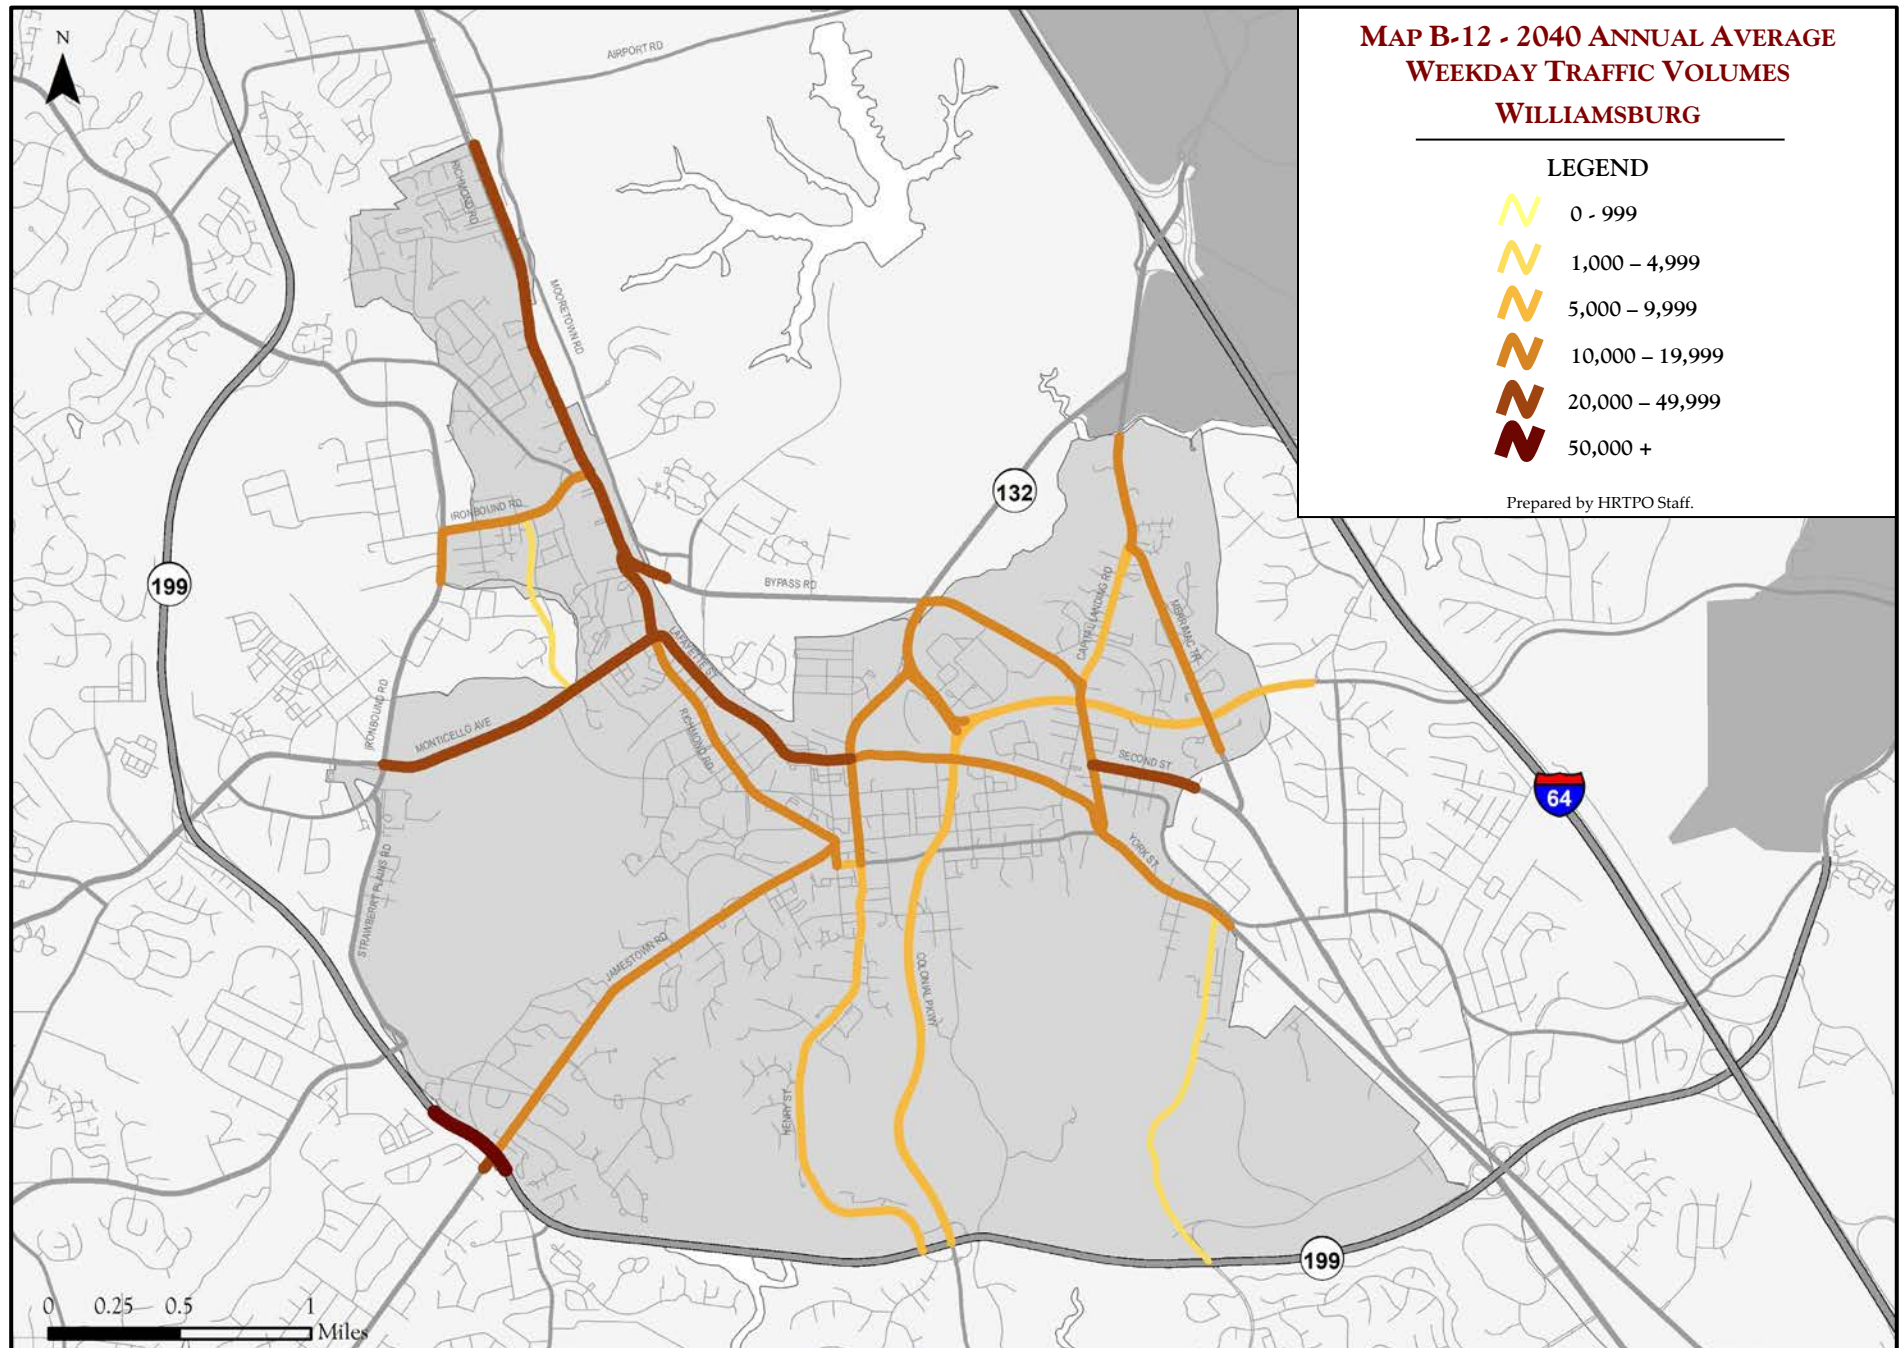 MAP B-12 - 2040 ANNUAL AVERAGE
WEEKDAY TRAFFIC VOLUMES
WILLIAMSBURG
LEGEND
0 - 999
1,000 – 4,999
5,000 – 9,999
10,000 – 19,999
20,000 – 49,999
50,000 +
Prepared by HRTPO Staff.
N
AIRPORT RD
RICHMOND RD
MOORETOWN RD
132
IRONBOUND RD
199
BYPASS RD
CAPITAL LANDING RD
MERRIMAC TR
LAFAYETTE ST
IRONBOUND RD
MONTICELLO AVE
RICHMOND RD
SECOND ST
64
YORK ST
STRAWBERRY PLAINS RD
JAMESTOWN RD
COLONIAL PKWY
HENRY ST
199
0 0.25 0.5 1
Miles